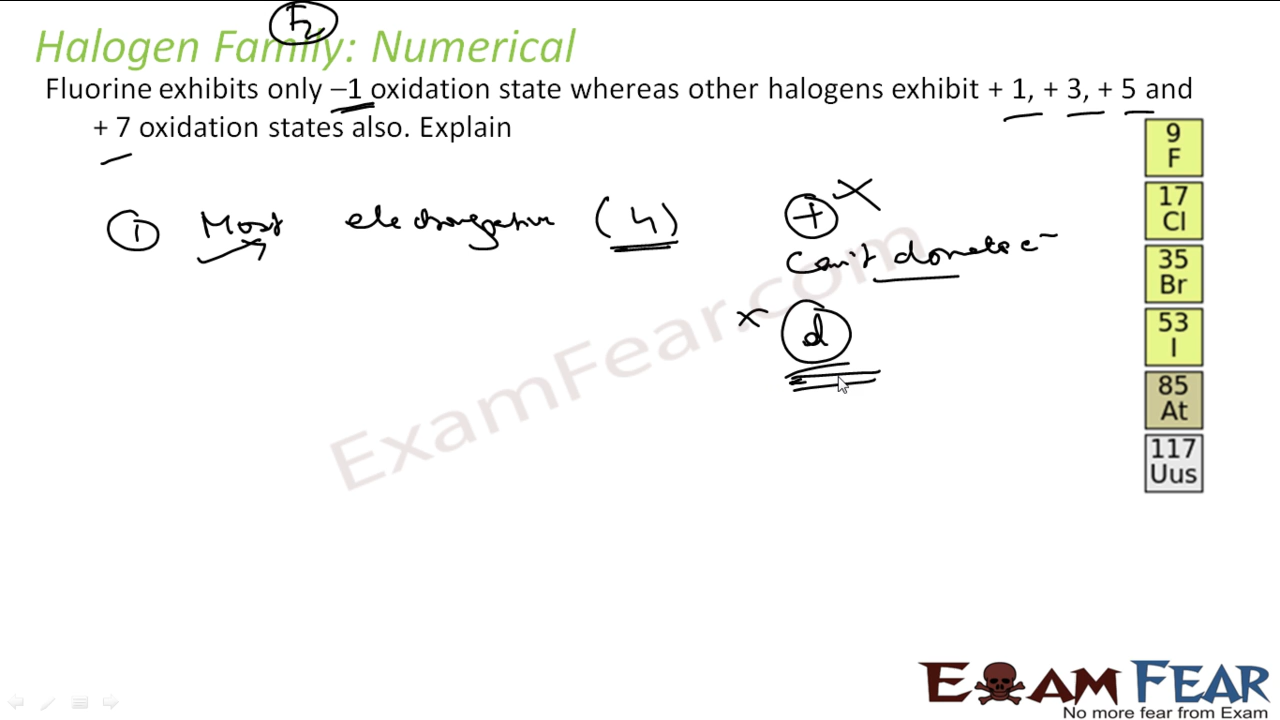 F2
Halogen Family: Numerical
Fluorine exhibits only –1 oxidation state whereas other halogens exhibit + 1, + 3, + 5 and
+ 7 oxidation states also. Explain
① Most electronegative (4)
+ ×
Can't donate e-
× d
9
F
17
Cl
35
Br
53
I
85
At
117
Uus
ExamFear.com
EXAMFEAR
No more fear from Exam